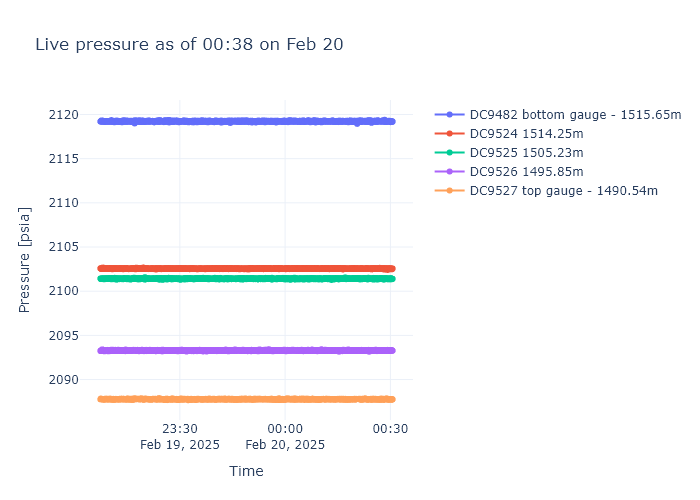 Live pressure as of 00:38 on Feb 20
DC9482 bottom gauge - 1515.65m
DC9524 1514.25m
DC9525 1505.23m
DC9526 1495.85m
DC9527 top gauge - 1490.54m
Pressure [psia]
2120
2115
2110
2105
2100
2095
2090
23:30
Feb 19, 2025
00:00
Feb 20, 2025
00:30
Time